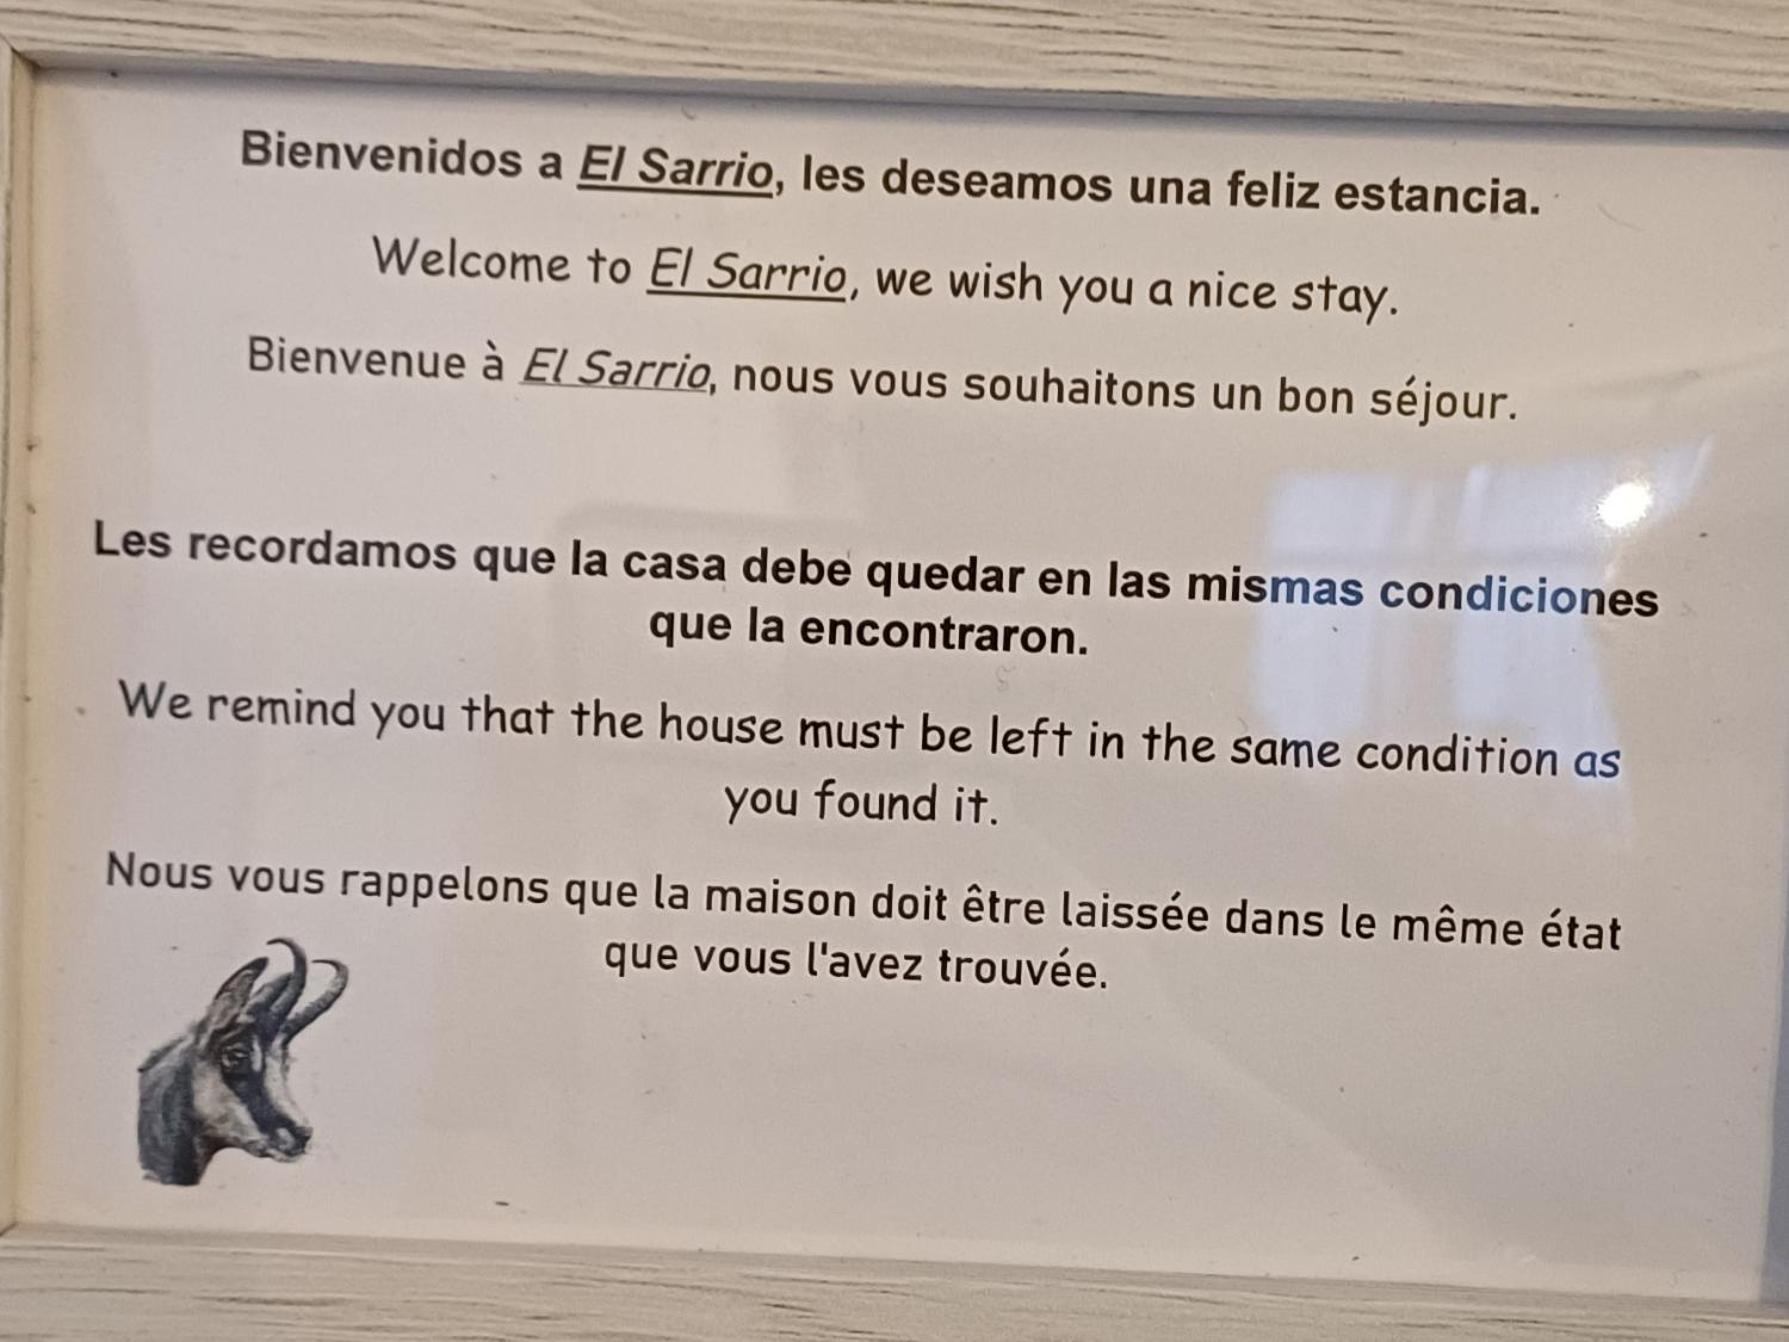 Bienvenidos a El Sarrio, les deseamos una feliz estancia.
Welcome to El Sarrio, we wish you a nice stay.
Bienvenue à El Sarrio, nous vous souhaitons un bon séjour.
Les recordamos que la casa debe quedar en las mismas condiciones
que la encontraron.
We remind you that the house must be left in the same condition as
you found it.
Nous vous rappelons que la maison doit être laissée dans le même état
que vous l'avez trouvée.